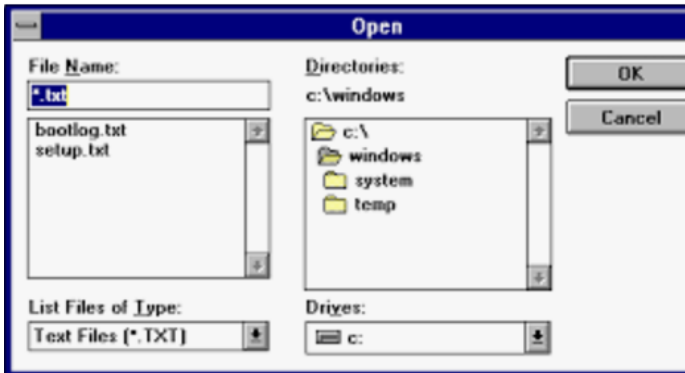 Open
File Name:
*.txt
bootlog.txt
setup.txt
List Files of Type:
Text Files (*.TXT)
Directories:
c:\windows
c:\
windows
system
temp
Drives:
c:
OK
Cancel